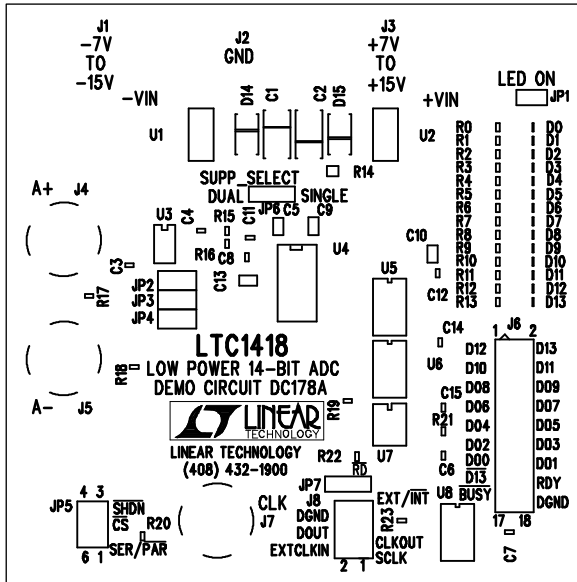 J1
-7V
TO
-15V
J2
GND
J3
+7V
TO
+15V
LED ON
JP1
-VIN
D14
C1
C2
D15
+VIN
U1
U2
R0 D0
R1 D1
R2 D2
R3 D3
R4 D4
R5 D5
R6 D6
R7 D7
R8 D8
R9 D9
R10 D10
R11 D11
R12 D12
R13 D13
R14
SUPP_SELECT
DUAL SINGLE
JP6
A+ J4
U3
C4
R15
C11
C5
C9
R16
C8
U4
C10
C3
C13
U5
C12
JP2
JP3
JP4
R17
LTC1418
LOW POWER 14-BIT ADC
DEMO CIRCUIT DC178A
C14
1 J6 2
D12 D13
D10 D11
D08 D09
D06 D07
D04 D05
D02 D03
D00 D01
D13 RDY
BUSY DGND
17 18
R18
U6
R19
C15
R21
A- J5
LT LINEAR
TECHNOLOGY
LINEAR TECHNOLOGY
(408) 432-1900
U7
R22
RD
C6
U8
JP7
4 3
JP5
SHDN
CS
6 1
R20
SER/PAR
CLK
J7
J8
DGND
DOUT
EXTCLKIN
2 1
EXT/INT
R23
CLKOUT
SCLK
C7